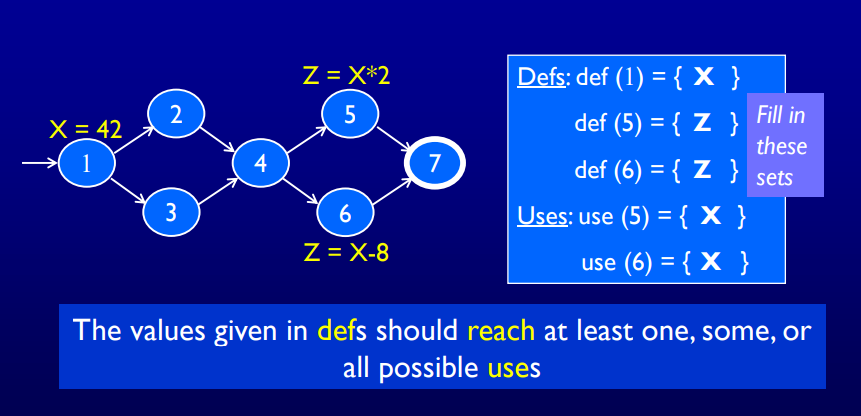 Z = X*2
X = 42
2
5
1
4
7
3
6
Z = X-8
Defs: def (1) = { X }
def (5) = { Z }
def (6) = { Z }
Uses: use (5) = { X }
use (6) = { X }
Fill in
these
sets
The values given in defs should reach at least one, some, or
all possible uses